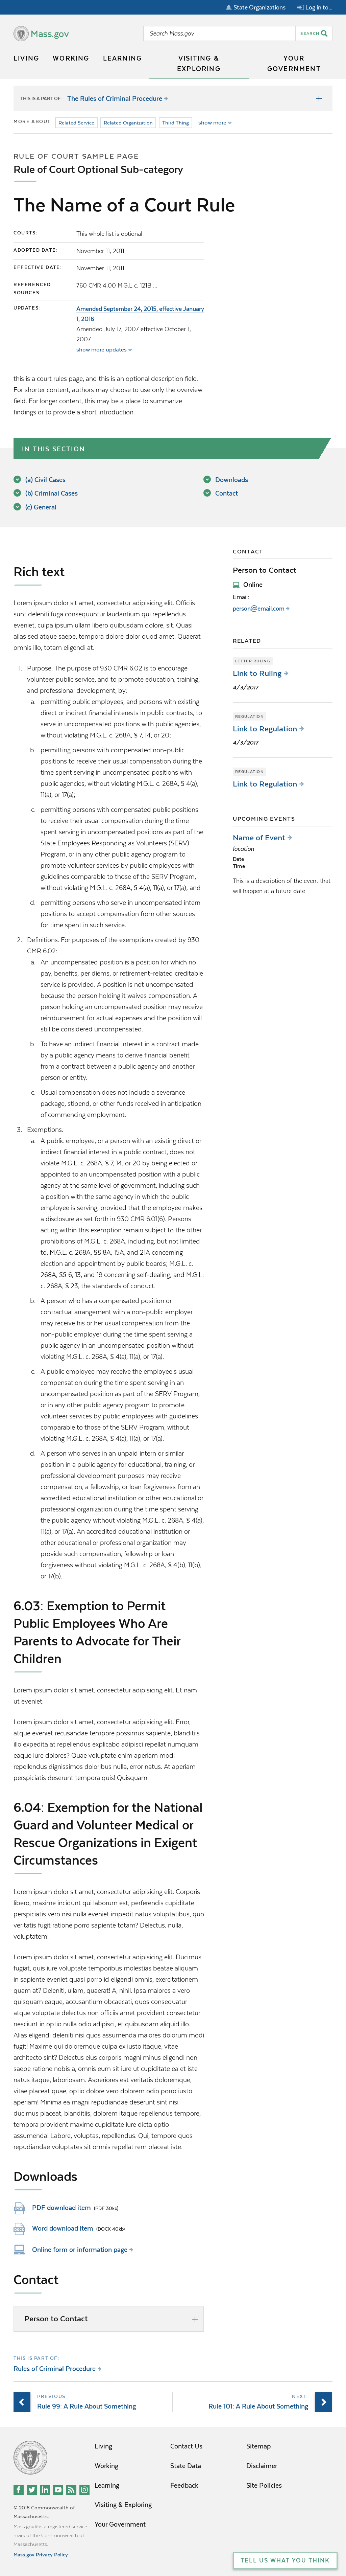 State Organizations
Log in to...
Mass.gov
Search Mass.gov
SEARCH
LIVING
WORKING
LEARNING
VISITING &
EXPLORING
YOUR
GOVERNMENT
THIS IS A PART OF:
The Rules of Criminal Procedure
MORE ABOUT
Related Service
Related Organization
Third Thing
show more
RULE OF COURT SAMPLE PAGE
Rule of Court Optional Sub-category
The Name of a Court Rule
COURTS:
This whole list is optional
ADOPTED DATE:
November 11, 2011
EFFECTIVE DATE:
November 11, 2011
REFERENCED
SOURCES:
760 CMR 4.00 M.G.L c. 121B ...
UPDATES:
Amended September 24, 2015, effective January
1, 2016
Amended July 17, 2007 effective October 1,
2007
show more updates
this is a court rules page, and this is an optional description field.
For shorter content, authors may choose to use only the overview
field. For longer content, this may be a place to summarize
findings or to provide a short introduction.
IN THIS SECTION
(a) Civil Cases
(b) Criminal Cases
(c) General
Downloads
Contact
Rich text
Lorem ipsum dolor sit amet, consectetur adipisicing elit. Officiis
sunt deleniti voluptas explicabo itaque, doloribus, incidunt ipsa,
cupiditate, beatae ipsum ullam libero quibusdam dolore, sit.
Quasi alias sed atque saepe, tempora dolore dolor quod amet. Quaerat
omnis iusto, totam eligendi at.
1. Purpose. The purpose of 930 CMR 6.02 is to encourage
volunteer public service, and to promote education, training,
and professional development, by:
a. permitting public employees, and persons with existing
direct or indirect financial interests in public contracts, to
serve in uncompensated positions with public agencies,
without violating M.G.L. c. 268A, § 7, 14, or 20;
b. permitting persons with compensated non-public
positions to receive their usual compensation during the
time spent serving in uncompensated positions with
public agencies, without violating M.G.L. c. 268A, § 4(a),
11(a), or 17(a);
c. permitting persons with compensated public positions
to receive their usual compensation during the time
spent serving in uncompensated positions as part of the
State Employees Responding as Volunteers (SERV)
Program, or in any other public agency program to
promote volunteer services by public employees with
guidelines comparable to those of the SERV Program,
without violating M.G.L. c. 268A, § 4(a), 11(a), or 17(a); and
d. permitting persons who serve in uncompensated intern
positions to accept compensation from other sources
for the time spent in such service.
2. Definitions. For purposes of the exemptions created by 930
CMR 6.02:
a. An uncompensated position is a position for which no
pay, benefits, per diems, or retirement-related creditable
service is provided. A position is not uncompensated
because the person holding it waives compensation. A
person who does not receive compensation except for
reimbursement for actual expenses incurred for will
still be considered uncompensated.
b. To have an indirect financial interest in a contract made
by a public agency means to derive financial benefit
from a contract between a public agency and another
person or entity.
c. Usual compensation does not include a severance
package, stipend, or other funds received in anticipation
of commencing employment.
3. Exemptions.
a. A public employee, or a person with an existing direct or
indirect financial interest in a public contract, does not
violate M.G.L. c. 268A, § 7, 14, or 20 by being elected or
appointed to an uncompensated position with a public
agency at the same level of government, including such
a position with the same agency where the person is
employed, provided that the employee makes
a disclosure as set forth in 930 CMR 6.01(6). Persons
acting within this exemption remain subject to the other
prohibitions of M.G.L. c. 268A, including, but not limited
to, M.G.L. c. 268A, §§ 8A, 15A, and 21A concerning
election and appointment by public boards; M.G.L. c.
268A, §§ 6, 13, and 19 concerning self-dealing; and M.G.L.
c. 268A, § 23, the standards of conduct.
b. A person who has a compensated position or
contractual arrangement with a non-public employer
may receive his or her usual compensation from the
non-public employer during the time serving in a
public agency in an uncompensated position without
violating M.G.L. c. 268A, § 4(a), 11(a), or 17(a).
c. A public employee may receive the employee's usual
compensation during the time spent serving in an
uncompensated position as part of the SERV Program,
or in any other public agency program to promote
volunteer services by public employees with guidelines
comparable to those of the SERV Program, without
violating M.G.L. c. 268A, § 4(a), 11(a), or 17(a).
d. A person who serves in an unpaid intern or similar
position in a public agency for educational or
professional development purposes may receive
compensation, fellowship, or loan forgiveness from an
accredited educational institution or other educational or
professional organization during the time spent serving
the public agency without violating M.G.L. c. 268A, § 4(a),
11(a), or 17(a). An accredited educational institution or
other educational or professional organization may
provide such compensation, fellowship or loan
forgiveness without violating M.G.L. c. 268A, § 4(b), 11(b),
or 17(b).
6.03: Exemption to Permit
Public Employees Who Are
Parents to Advocate for Their
Children
Lorem ipsum dolor sit amet, consectetur adipisicing elit. Et nam
ut eveniet.
Lorem ipsum dolor sit amet, consectetur adipisicing elit. Error,
atque eveniet recusandae tempore possimus sapiente, blanditiis
illo expedita at repellendus explicabo adipisci repellat numquam
eaque dolores? Quae voluptate enim aperiam modi
repellendus dignissimos doloribus nulla, error natus. At aperiam
perspiciatis deserunt tempora quis! Quisquam!
6.04: Exemption for the National
Guard and Volunteer Medical or
Rescue Organizations in Exigent
Circumstances
Lorem ipsum dolor sit amet, consectetur adipisicing elit. Corporis
libero, maxime incidunt qui laborum est, perferendis cupiditate
perspiciatis vero non enim sapiente architecto natus voluptatibus, quo
veritatis fugit ratione porro sapiente totam? Delectus, nulla,
voluptatem!
Lorem ipsum dolor sit amet, consectetur adipisicing elit. Ducimus
fugiat, quis iure voluptate temporibus molestias beatae aliquam
in sapiente eveniet quasi porro id eligendi omnis, exercitationem
quam at? Deleniti, quaerat! A, nihil. Ipsa maiores a vero labore
quisquam eaque, accusantium obcaecati, quos consequatur
atque voluptate delectus non officiis amet provident consectetur
nesciunt in optio nulla odio adipisci, et quibusdam aliquid illo.
Alias eligendi deleniti nisi quos assumenda maiores dolorum modi
illum! Maxime qui doloremque culpa ex iusto itaque, vitae
architecto sint? Delectus eius corporis magni minus eligendi non
ratione omnis nobis a eum sunt ut cupiditate ea et iste
natus itaque, laboriosam asperiores eligendi doloremque,
vitae placeat quae. Dolore vero dolorem odio porro iusto
aperiam! Minima ea magni repudiandae deserunt sint nisi
ducimus placeat, blanditiis, dolorem itaque repellendus tempore,
provident maxime cupiditate iure dicta optio
assumenda! Labore, voluptas, repellendus. Qui, quos ipsum
repudiandae voluptates sit omnis repellat rem placeat.
Downloads
PDF download item (PDF 30kb)
Word download item (DOCX 40kb)
Online form or information page
Contact
Person to Contact
CONTACT
Person to Contact
Online
Email:
person@email.com
RELATED
LETTER RULING
Link to Ruling
4/3/2017
REGULATION
Link to Regulation
4/3/2017
REGULATION
Link to Regulation
UPCOMING EVENTS
Name of Event
location
Date
Time
This is a description of the event that
will happen at a future date
THIS IS PART OF:
Rules of Criminal Procedure
PREVIOUS
Rule 99: A Rule About Something
NEXT
Rule 101: A Rule About Something
Living
Working
Learning
Visiting & Exploring
Your Government
Contact Us
State Data
Feedback
Sitemap
Disclaimer
Site Policies
© 2018 Commonwealth of
Massachusetts.
Mass.gov® is a registered service
mark of the Commonwealth of
Massachusetts.
Mass.gov Privacy Policy
TELL US WHAT YOU THINK